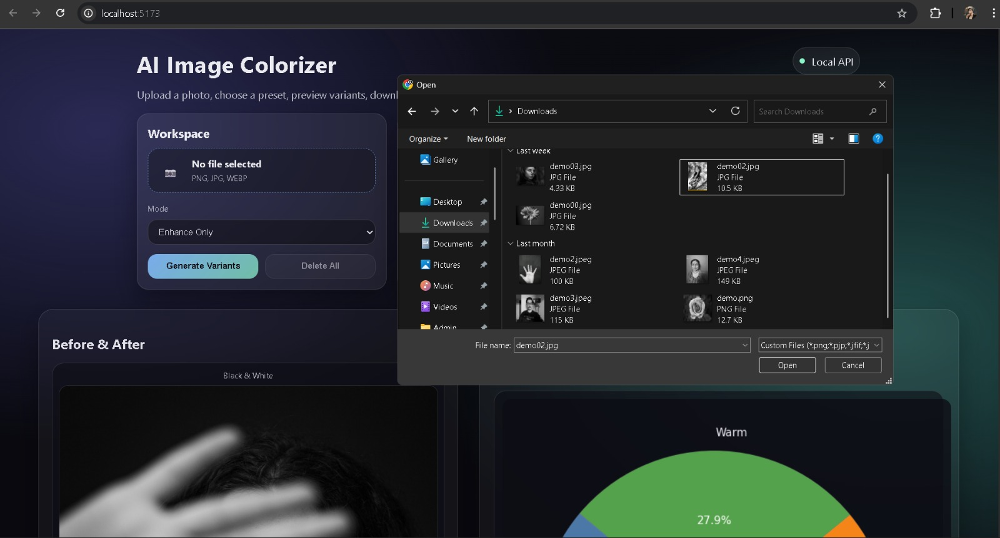 localhost:5173
AI Image Colorizer
Local API
Upload a photo, choose a preset, preview variants,
Workspace
No file selected
PNG, JPG, WEBP
Mode
Enhance Only
Generate Variants
Delete All
Open
Downloads
Search Downloads
Organize
New folder
Gallery
Desktop
Downloads
Documents
Pictures
Music
Videos
Admin
Last week
demo03.jpg
JPG File
4.33 KB
demo02.jpg
JPG File
10.5 KB
demo00.jpg
JPG File
6.72 KB
Last month
demo2.jpeg
JPEG File
100 KB
demo4.jpeg
JPEG File
149 KB
demo3.jpeg
JPEG File
115 KB
demo.png
PNG File
12.7 KB
File name:
demo02.jpg
Custom Files (*.png;*.pjp;*.jfif;*.j
Open
Cancel
Before & After
Black & White
Warm
27.9%